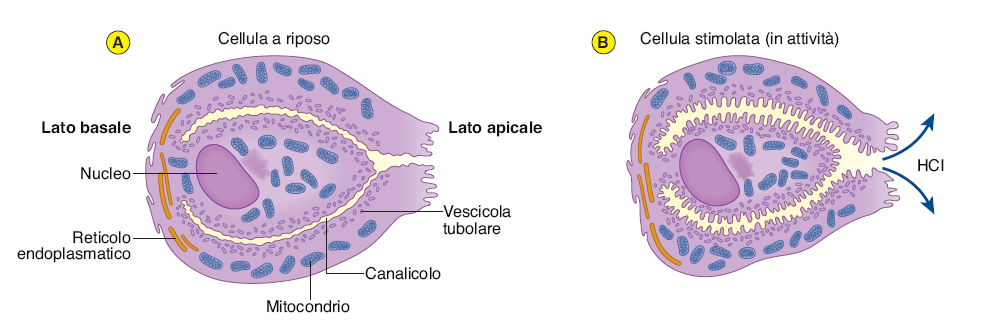 A
Cellula a riposo
Lato basale
Lato apicale
Nucleo
Reticolo
endoplasmatico
Vescicola
tubolare
Canalicolo
Mitocondrio
B
Cellula stimolata (in attività)
HCl